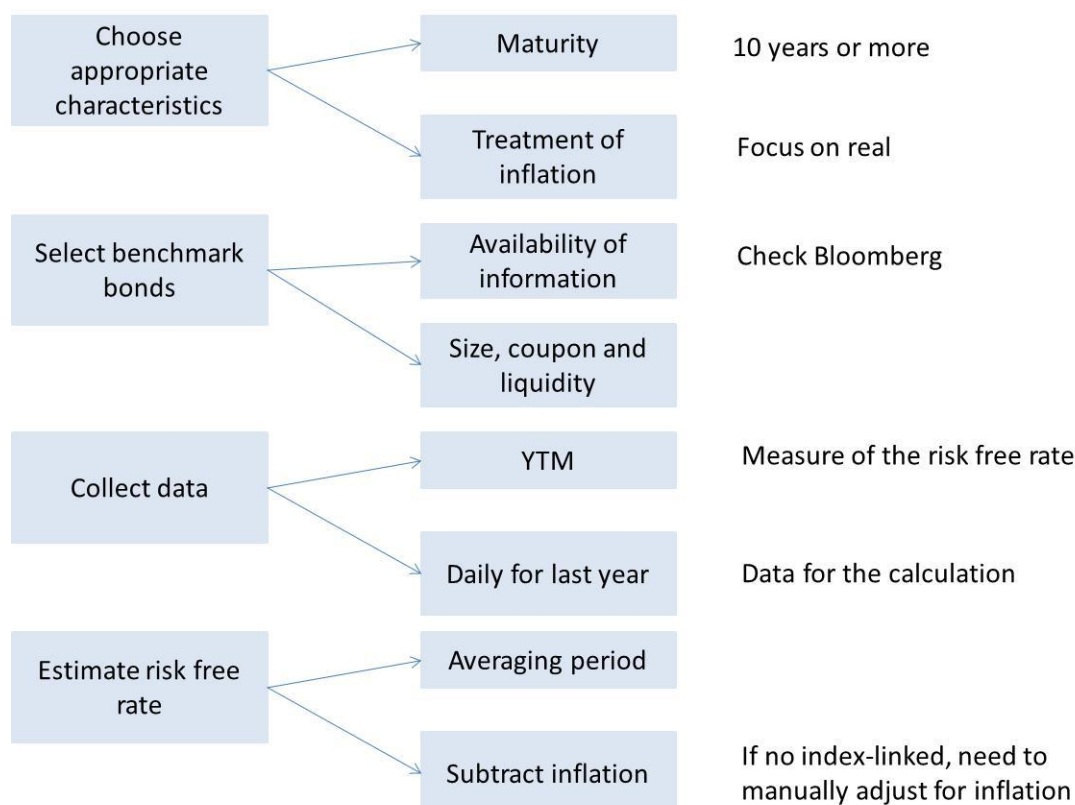 Choose
appropriate
characteristics
Maturity
10 years or more
Treatment of
inflation
Focus on real
Select benchmark
bonds
Availability of
information
Check Bloomberg
Size, coupon and
liquidity
Collect data
YTM
Measure of the risk free rate
Daily for last year
Data for the calculation
Estimate risk free
rate
Averaging period
Subtract inflation
If no index-linked, need to
manually adjust for inflation